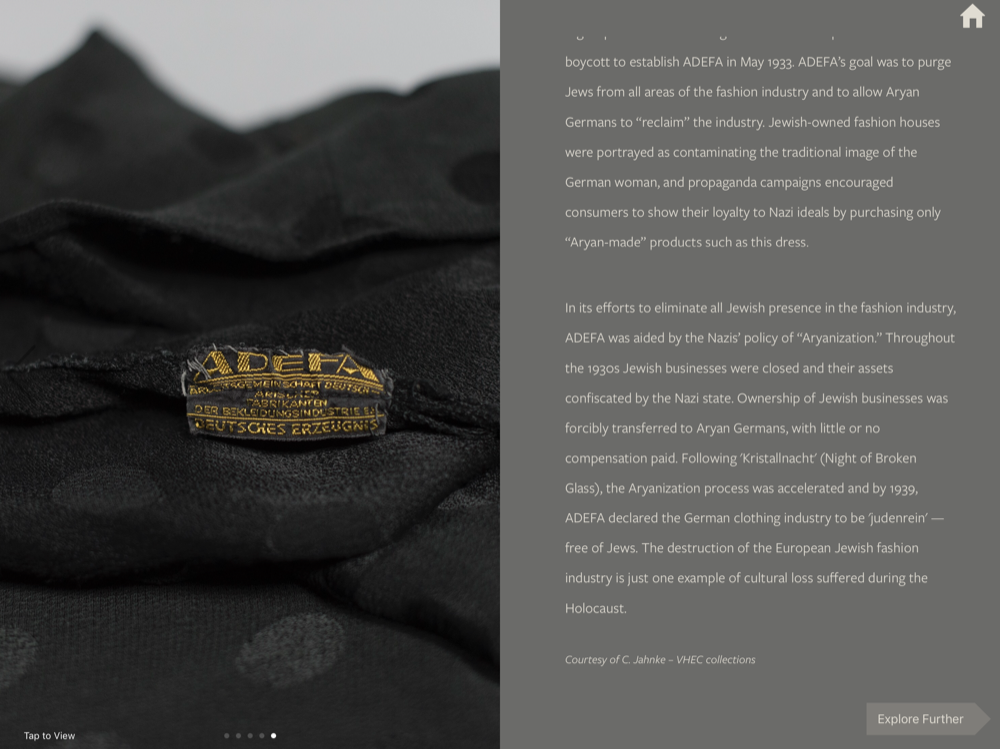 ADEFA
ARBEITSGEMEINSCHAFT DEUTSCH
ARISCHER
FABRIKANTEN
DER BEKLEIDUNGSINDUSTRIE E.
DEUTSCHES ERZEUGNIS
Tap to View
boycott to establish ADEFA in May 1933. ADEFA’s goal was to purge
Jews from all areas of the fashion industry and to allow Aryan
Germans to “reclaim” the industry. Jewish-owned fashion houses
were portrayed as contaminating the traditional image of the
German woman, and propaganda campaigns encouraged
consumers to show their loyalty to Nazi ideals by purchasing only
“Aryan-made” products such as this dress.
In its efforts to eliminate all Jewish presence in the fashion industry,
ADEFA was aided by the Nazis’ policy of “Aryanization.” Throughout
the 1930s Jewish businesses were closed and their assets
confiscated by the Nazi state. Ownership of Jewish businesses was
forcibly transferred to Aryan Germans, with little or no
compensation paid. Following ‘Kristallnacht’ (Night of Broken
Glass), the Aryanization process was accelerated and by 1939,
ADEFA declared the German clothing industry to be ‘judenrein’ —
free of Jews. The destruction of the European Jewish fashion
industry is just one example of cultural loss suffered during the
Holocaust.
Courtesy of C. Jahnke – VHEC collections
Explore Further